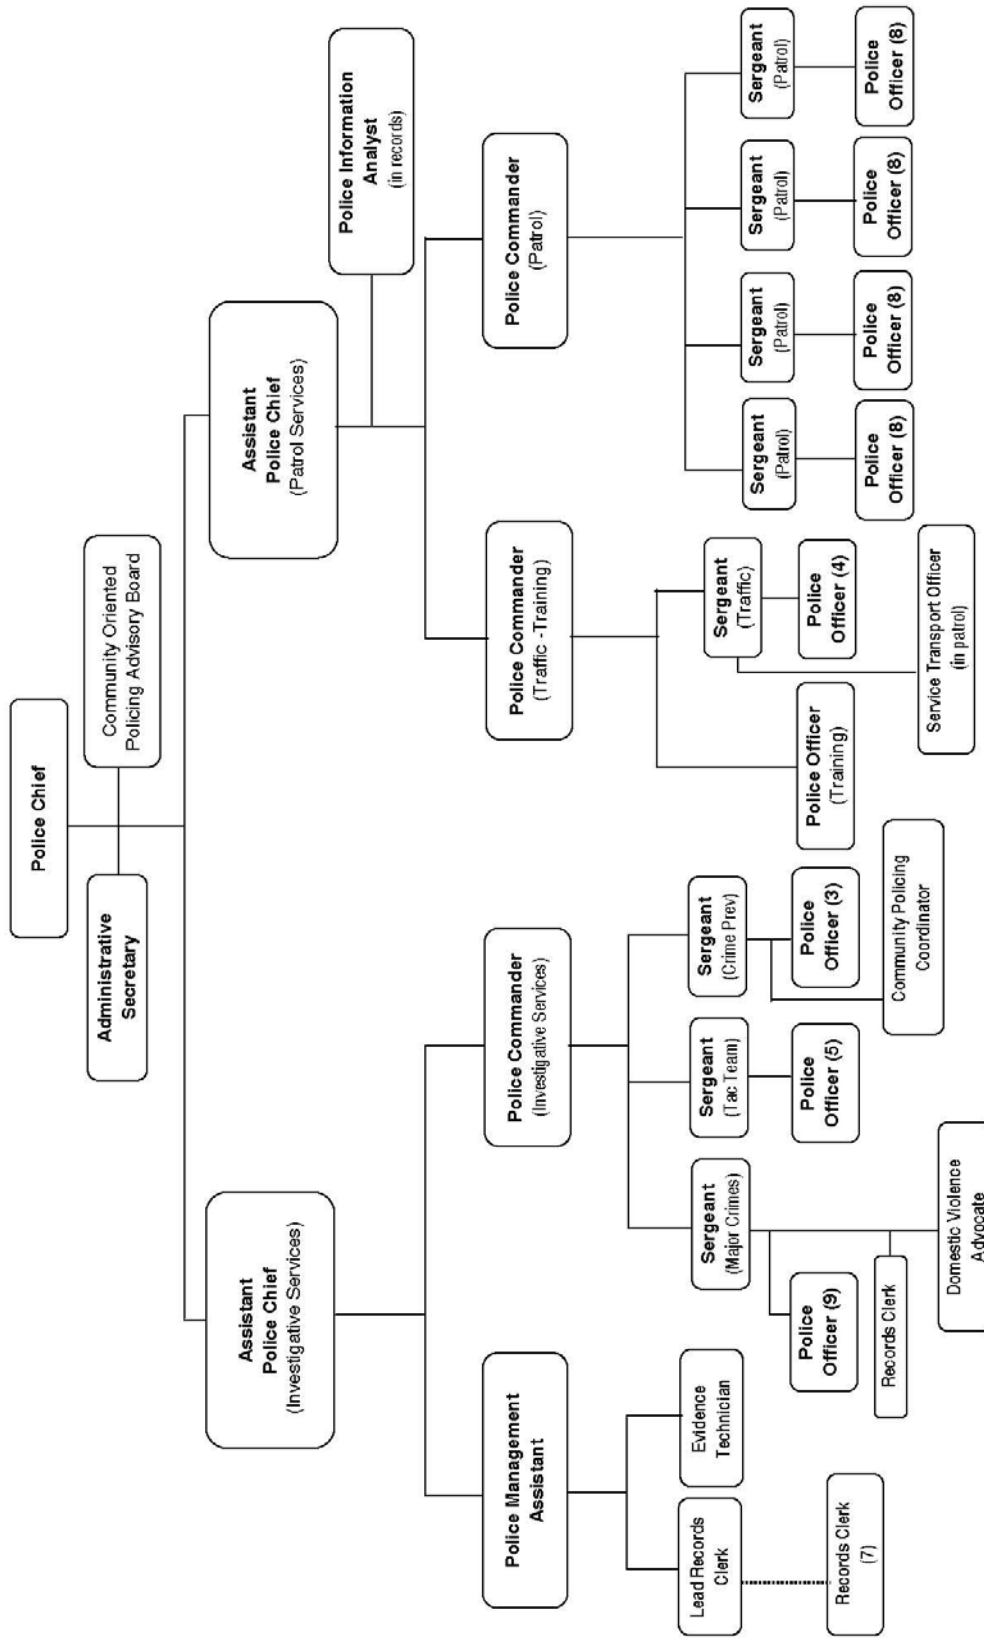 Police Chief
Administrative
Secretary
Community Oriented
Policing Advisory Board
Assistant
Police Chief
(Investigative Services)
Assistant
Police Chief
(Patrol Services)
Police Information
Analyst
(in records)
Police Management
Assistant
Police Commander
(Investigative Services)
Police Commander
(Traffic -Training)
Police Commander
(Patrol)
Lead Records
Clerk
Evidence
Technician
Sergeant
(Major Crimes)
Sergeant
(Tac Team)
Sergeant
(Crime Prev)
Sergeant
(Traffic)
Sergeant
(Patrol)
Sergeant
(Patrol)
Sergeant
(Patrol)
Sergeant
(Patrol)
Records Clerk
(7)
Police
Officer (9)
Police
Officer (5)
Police
Officer (3)
Police Officer
(Training)
Police
Officer (4)
Police
Officer (8)
Police
Officer (8)
Police
Officer (8)
Police
Officer (8)
Records Clerk
Community Policing
Coordinator
Service Transport Officer
(in patrol)
Domestic Violence
Advocate